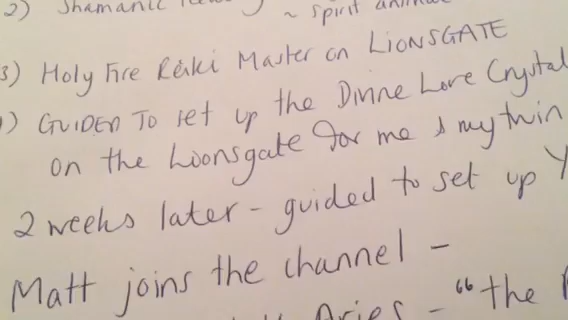 2) Shamanic
~ spirit animal
3) Holy Fire Reiki Master on LIONSGATE
) GUIDED TO set up the Divine Love Crystal
on the Lionsgate for me & my twin
2 weeks later - guided to set up Y
Matt joins the channel -
Aries - "the